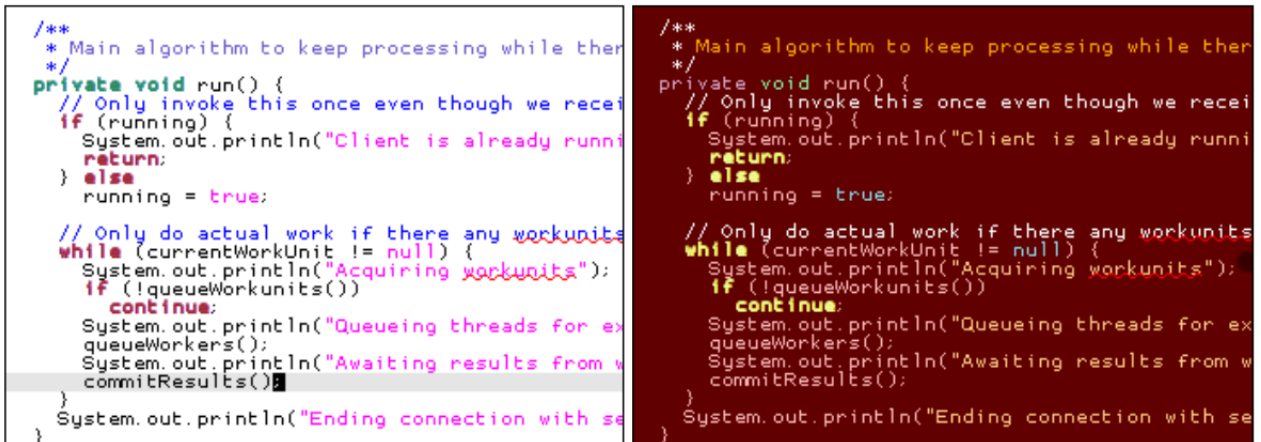 /**
 * Main algorithm to keep processing while ther
 */
private void run() {
  // Only invoke this once even though we recei
  if (running) {
    System.out.println("Client is already runni
    return;
  } else
    running = true;

  // Only do actual work if there any workunits
  while (currentWorkUnit != null) {
    System.out.println("Acquiring workunits");
    if (!queueWorkunits())
      continue;
    System.out.println("Queueing threads for ex
    queueWorkers();
    System.out.println("Awaiting results from w
    commitResults();
  }
  System.out.println("Ending connection with se
}
/**
 * Main algorithm to keep processing while ther
 */
private void run() {
  // Only invoke this once even though we recei
  if (running) {
    System.out.println("Client is already runni
    return;
  } else
    running = true;

  // Only do actual work if there any workunits
  while (currentWorkUnit != null) {
    System.out.println("Acquiring workunits");
    if (!queueWorkunits())
      continue;
    System.out.println("Queueing threads for ex
    queueWorkers();
    System.out.println("Awaiting results from w
    commitResults();
  }
  System.out.println("Ending connection with se
}